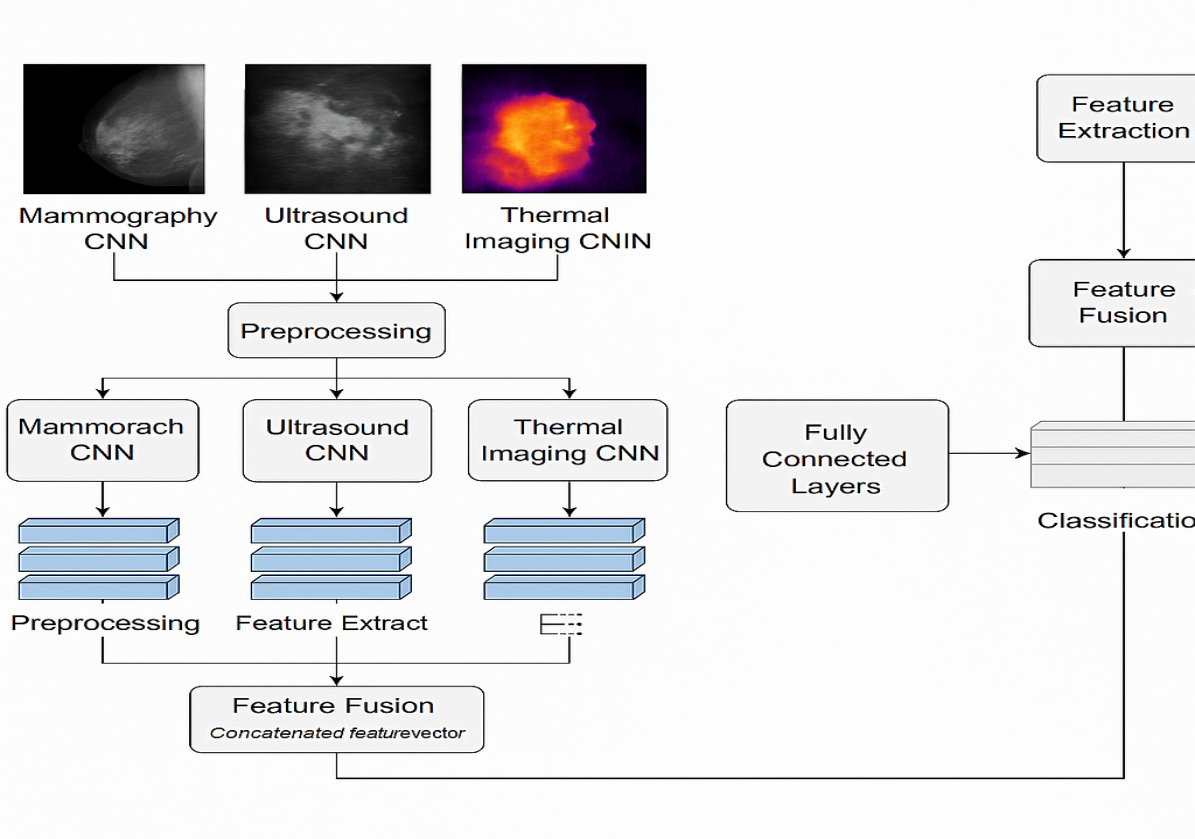 Mammography
CNN
Ultrasound
CNN
Thermal
Imaging CNIN
Preprocessing
Mammorach
CNN
Ultrasound
CNN
Thermal
Imaging CNN
Preprocessing
Feature Extract
Feature Fusion
Concatenated featurevector
Fully
Connected
Layers
Feature
Extraction
Feature
Fusion
Classificatio